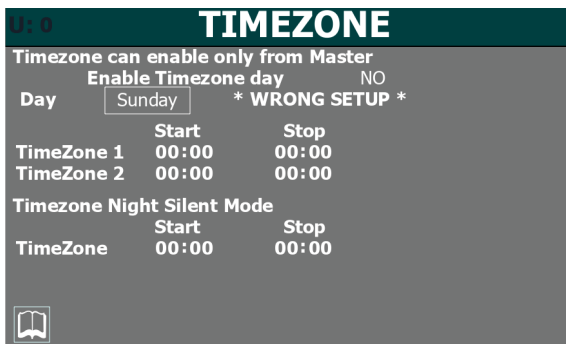 U: 0 TIMEZONE
Timezone can enable only from Master
Enable Timezone day NO
Day Sunday * WRONG SETUP *
Start Stop
TimeZone 1 00:00 00:00
TimeZone 2 00:00 00:00
Timezone Night Silent Mode
Start Stop
TimeZone 00:00 00:00